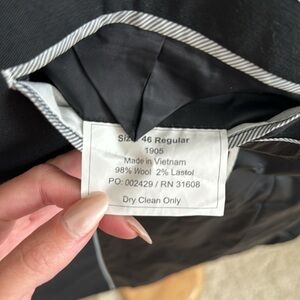 Size: 46 Regular
1905
Made in Vietnam
98% Wool 2% Lastol
PO: 002429 / RN 31608
Dry Clean Only